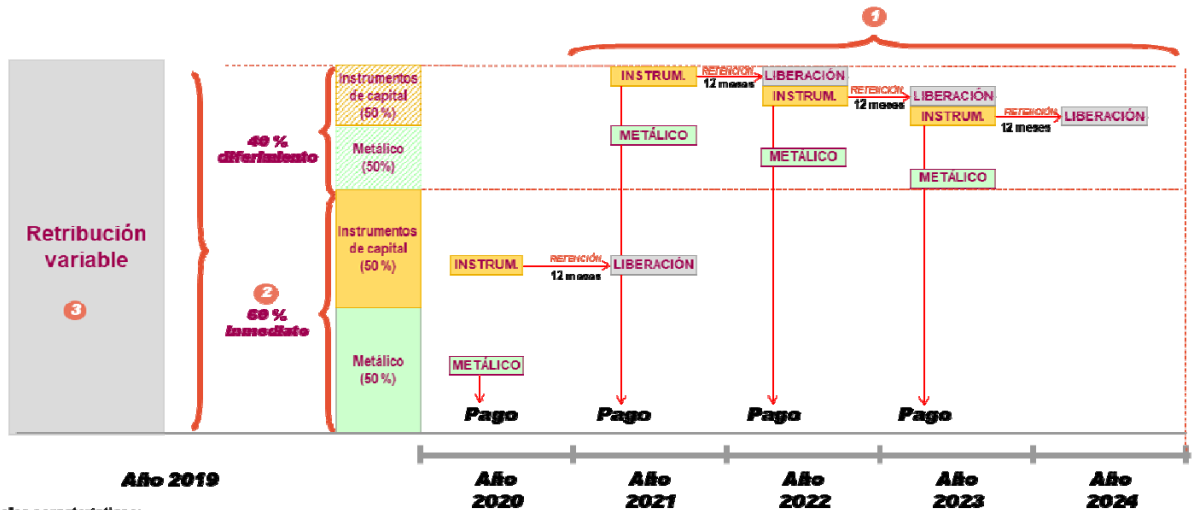 1
Instrumentos
de capital
(50 %)
INSTRUM.
RETENCIÓN
12 meses
LIBERACIÓN
INSTRUM.
RETENCIÓN
12 meses
LIBERACIÓN
INSTRUM.
RETENCIÓN
12 meses
LIBERACIÓN
40 %
diferimiento
Metálico
(50%)
METÁLICO
METÁLICO
METÁLICO
Retribución
variable
3
2
60 %
Inmediato
Instrumentos
de capital
(50 %)
INSTRUM.
RETENCIÓN
12 meses
LIBERACIÓN
Metálico
(50 %)
METÁLICO
Pago
Pago
Pago
Pago
Año 2019
Año
2020
Año
2021
Año
2022
Año
2023
Año
2024